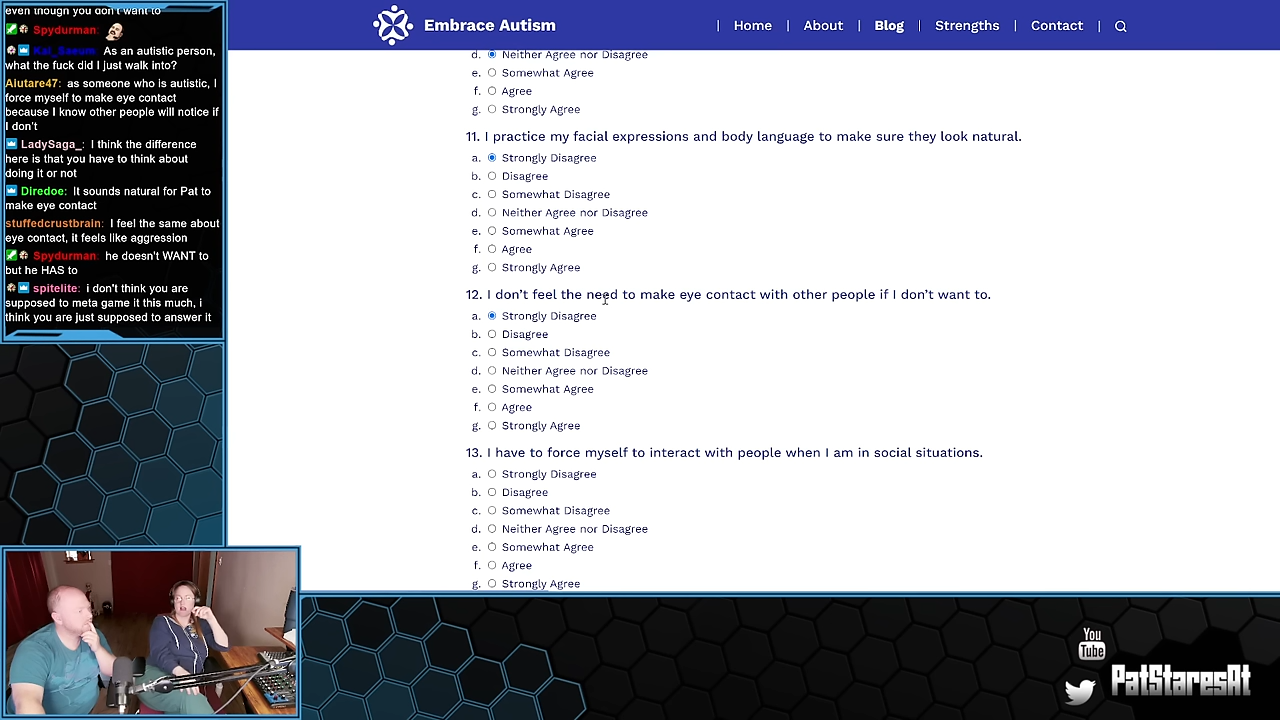 even though you don't want to
Spydurman:
Kai_Saeum: As an autistic person,
what the fuck did I just walk into?
Aiutare47: as someone who is autistic, I
force myself to make eye contact
because I know other people will notice if
I don't
LadySaga_: I think the difference
here is that you have to think about
doing it or not
Diredoe: It sounds natural for Pat to
make eye contact
stuffedcrustbrain: I feel the same about
eye contact, it feels like aggression
Spydurman: he doesn't WANT to
but he HAS to
spitelite: i don't think you are
supposed to meta game it this much, i
think you are just supposed to answer it
Embrace Autism
| Home | About | Blog | Strengths | Contact |
d. Neither Agree nor Disagree
e. Somewhat Agree
f. Agree
g. Strongly Agree
11. I practice my facial expressions and body language to make sure they look natural.
a. Strongly Disagree
b. Disagree
c. Somewhat Disagree
d. Neither Agree nor Disagree
e. Somewhat Agree
f. Agree
g. Strongly Agree
12. I don’t feel the need to make eye contact with other people if I don’t want to.
a. Strongly Disagree
b. Disagree
c. Somewhat Disagree
d. Neither Agree nor Disagree
e. Somewhat Agree
f. Agree
g. Strongly Agree
13. I have to force myself to interact with people when I am in social situations.
a. Strongly Disagree
b. Disagree
c. Somewhat Disagree
d. Neither Agree nor Disagree
e. Somewhat Agree
f. Agree
g. Strongly Agree
You
Tube
PatStaresAt